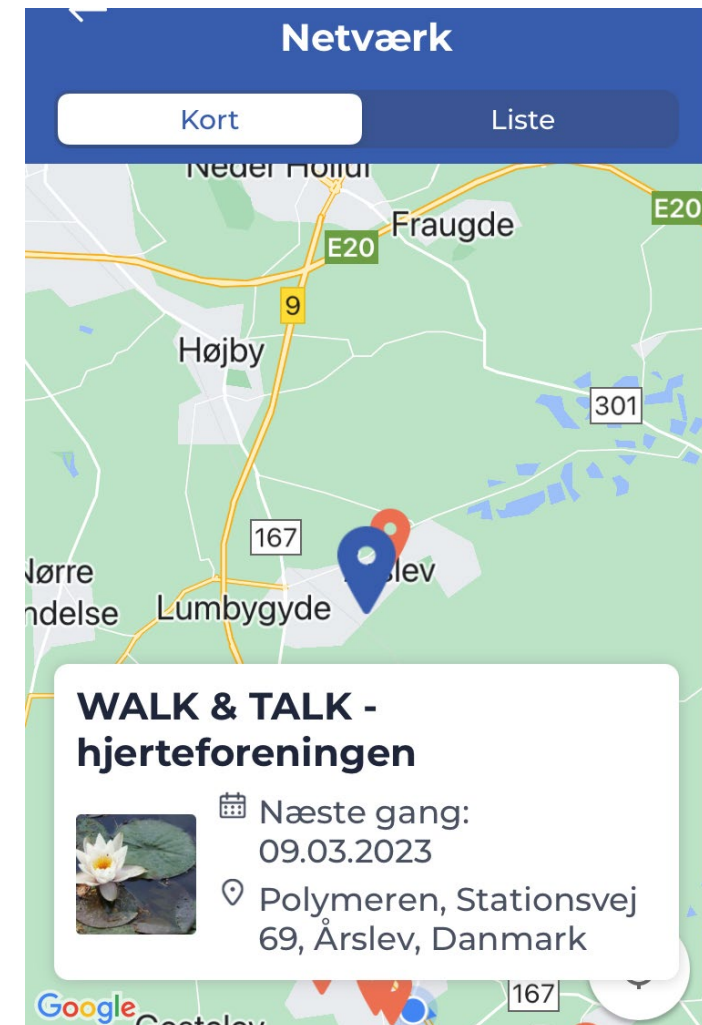 Netværk
Kort
Liste
Fraugde
E20
E20
9
Højby
301
167
Lumbygyde
WALK & TALK -
hjerteforeningen
Næste gang:
09.03.2023
Polymeren, Stationsvej
69, Årslev, Danmark
167
Google